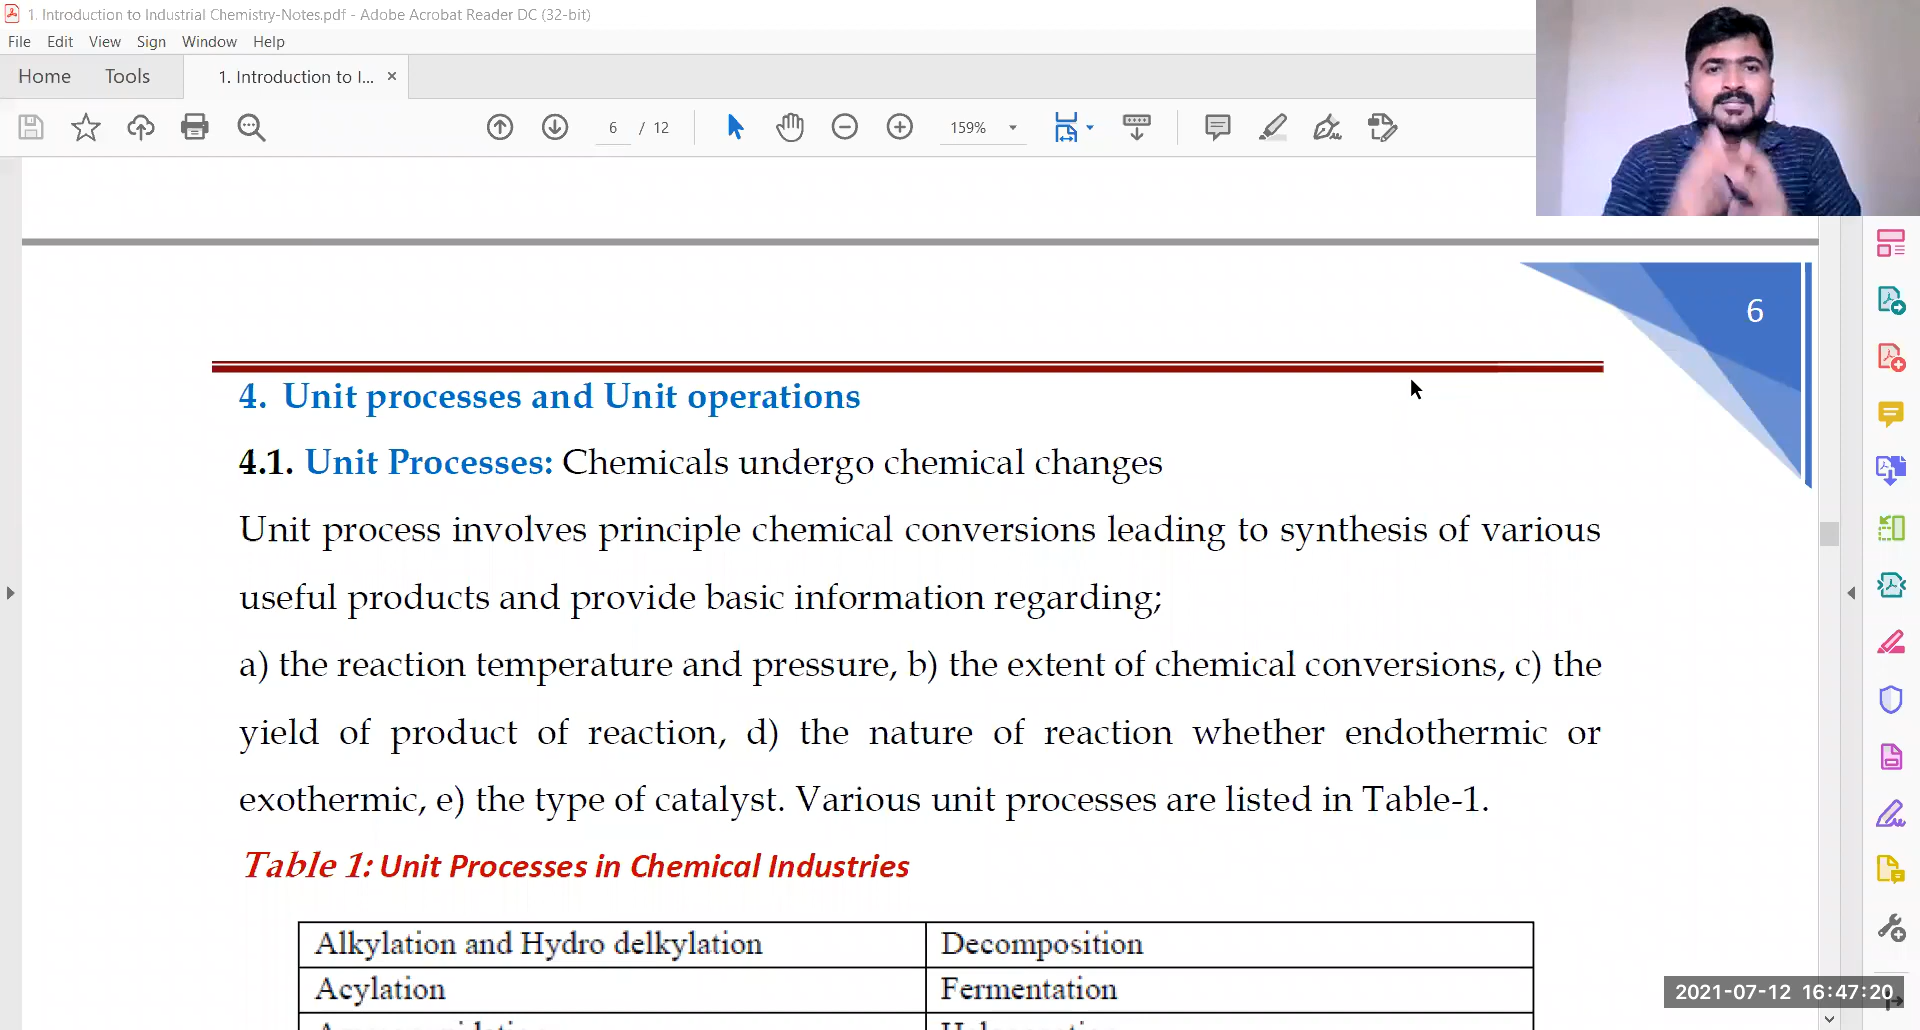 1. Introduction to Industrial Chemistry-Notes.pdf - Adobe Acrobat Reader DC (32-bit)
File Edit View Sign Window Help
Home Tools 1. Introduction to I... ×
6 / 12 159%
6
4. Unit processes and Unit operations
4.1. Unit Processes: Chemicals undergo chemical changes
Unit process involves principle chemical conversions leading to synthesis of various
useful products and provide basic information regarding;
a) the reaction temperature and pressure, b) the extent of chemical conversions, c) the
yield of product of reaction, d) the nature of reaction whether endothermic or
exothermic, e) the type of catalyst. Various unit processes are listed in Table-1.
Table 1: Unit Processes in Chemical Industries
Alkylation and Hydro delkylation Decomposition
Acylation Fermentation
2021-07-12 16:47:20